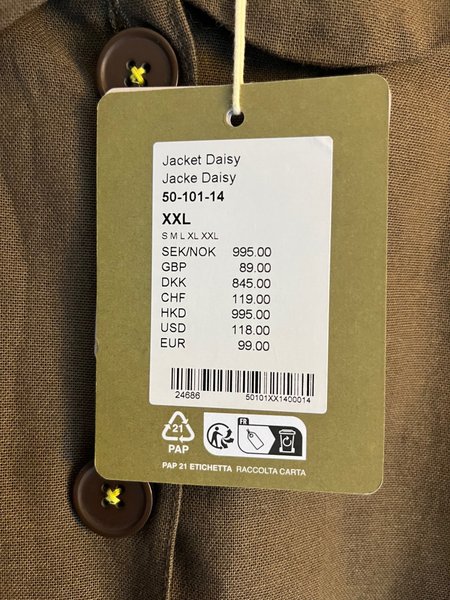 Jacket Daisy
Jacke Daisy
50-101-14
XXL
S M L XL XXL
SEK/NOK 995.00
GBP 89.00
DKK 845.00
CHF 119.00
HKD 995.00
USD 118.00
EUR 99.00
24686 50101XX1400014
21
PAP
FR
PAP 21 ETICHETTA RACCOLTA CARTA